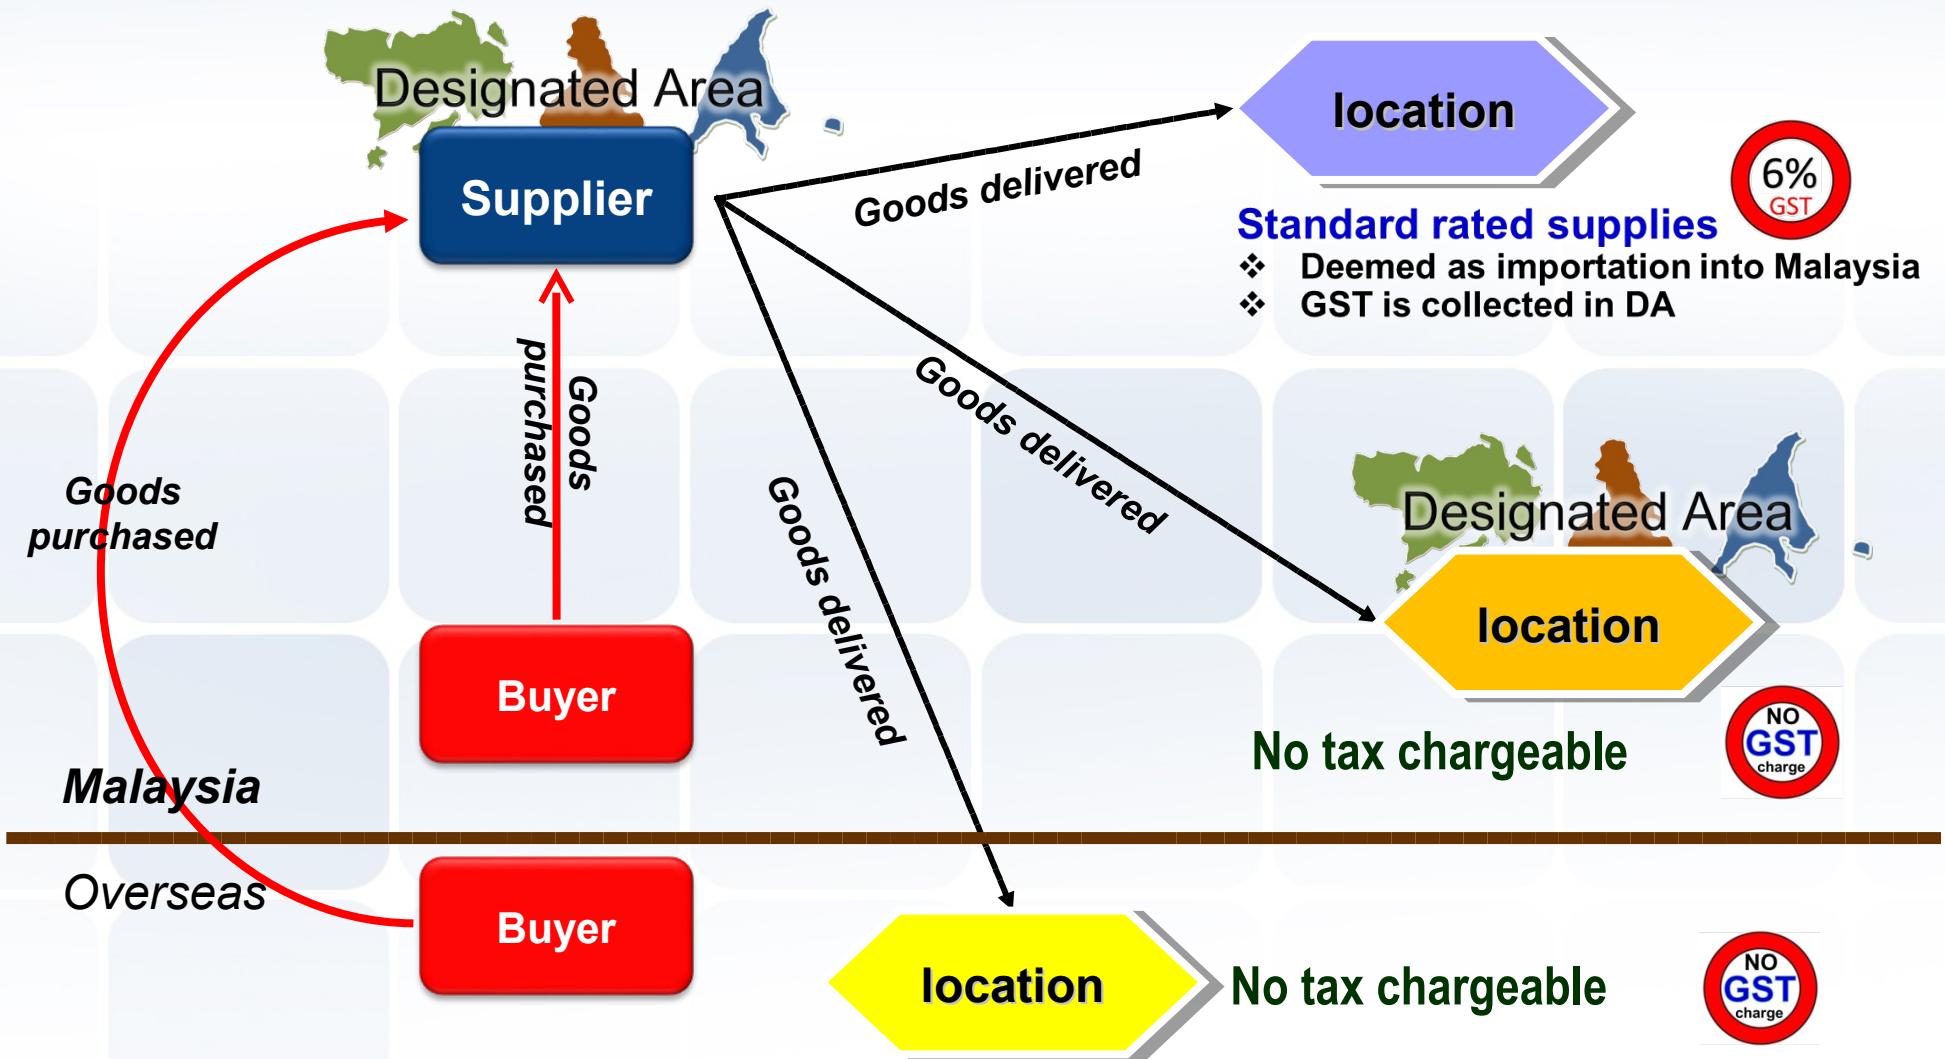 Designated Area
Supplier
location
Goods delivered
6%
GST
Standard rated supplies
❖ Deemed as importation into Malaysia
❖ GST is collected in DA
Goods
purchased
Goods delivered
Goods
purchased
Goods delivered
Designated Area
location
Buyer
No tax chargeable
NO
GST
charge
Malaysia
Overseas
Buyer
location
No tax chargeable
NO
GST
charge